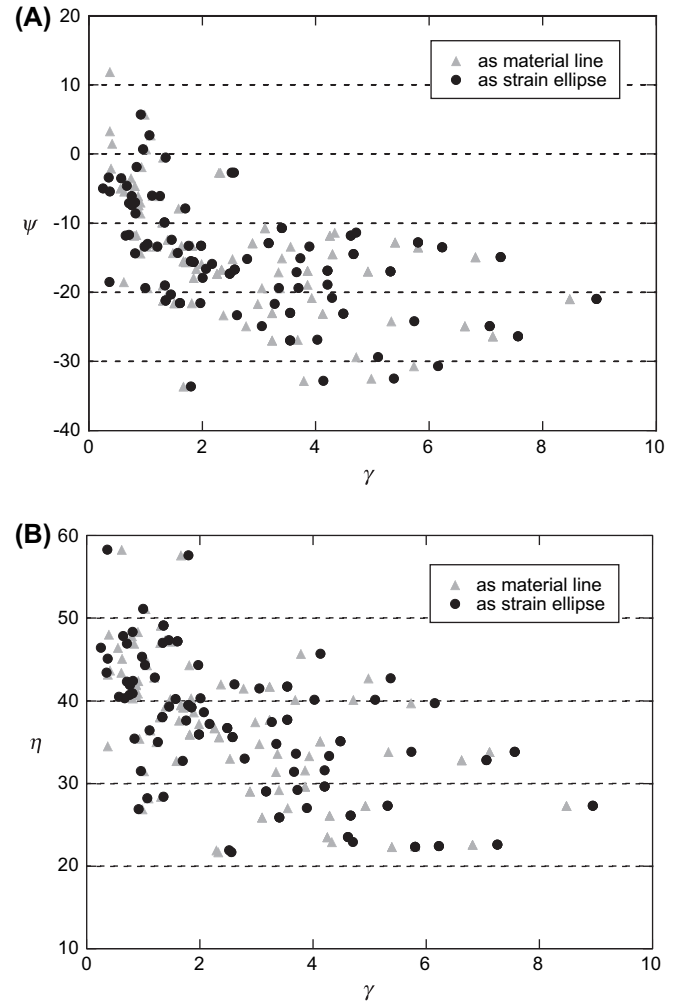 (A)
20
10
0
-10
-20
-30
-40
ψ
as material line
as strain ellipse
0 2 4 6 8 10
γ
(B)
60
50
40
30
20
10
η
as material line
as strain ellipse
0 2 4 6 8 10
γ